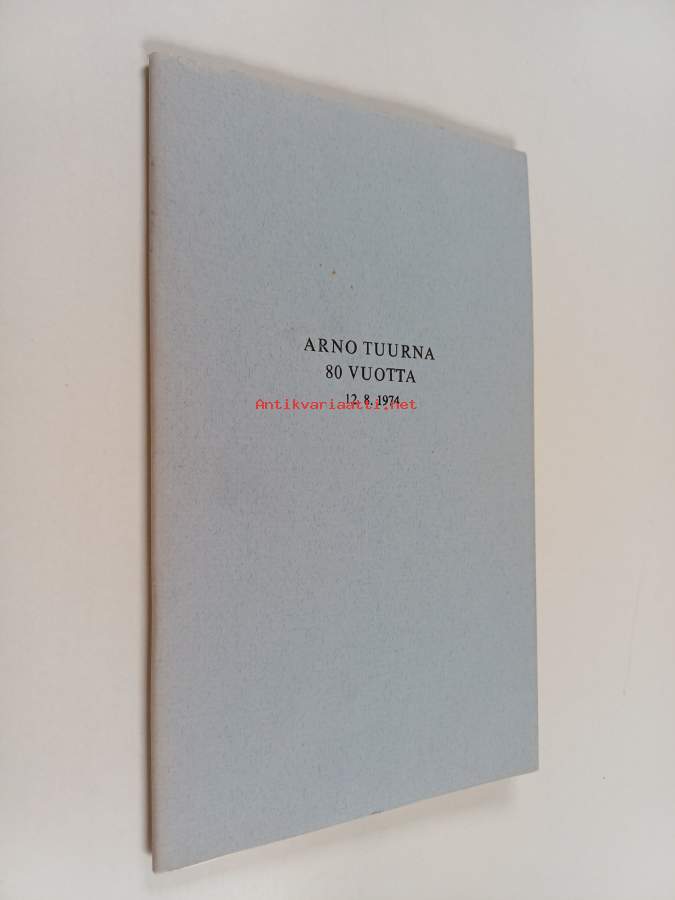 ARNO TUURNA
80 VUOTTA
12. 8. 1974
Antikvariaatti.net